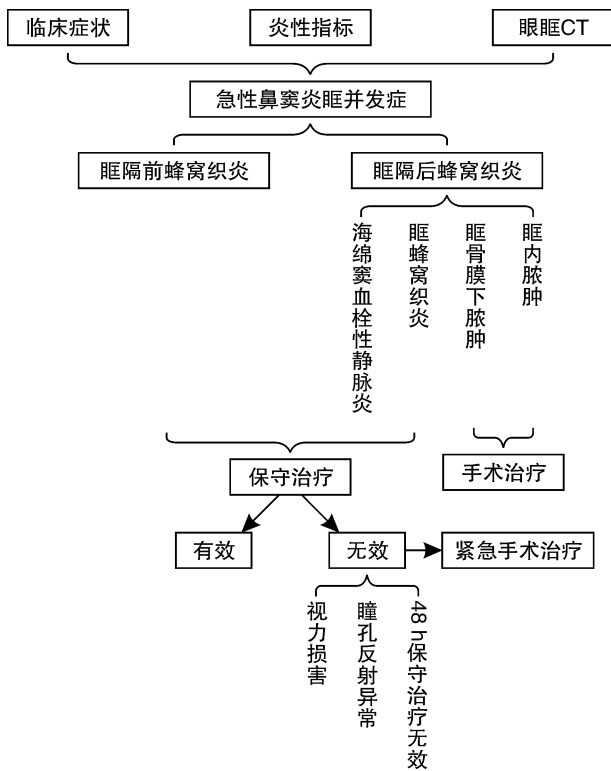 临床症状
炎性指标
眼眶CT
急性鼻窦炎眶并发症
眶隔前蜂窝织炎
眶隔后蜂窝织炎
海绵窦血栓性静脉炎
眶蜂窝织炎
眶骨膜下脓肿
眶内脓肿
保守治疗
手术治疗
有效
无效
紧急手术治疗
视力损害
瞳孔反射异常
48 h保守治疗无效